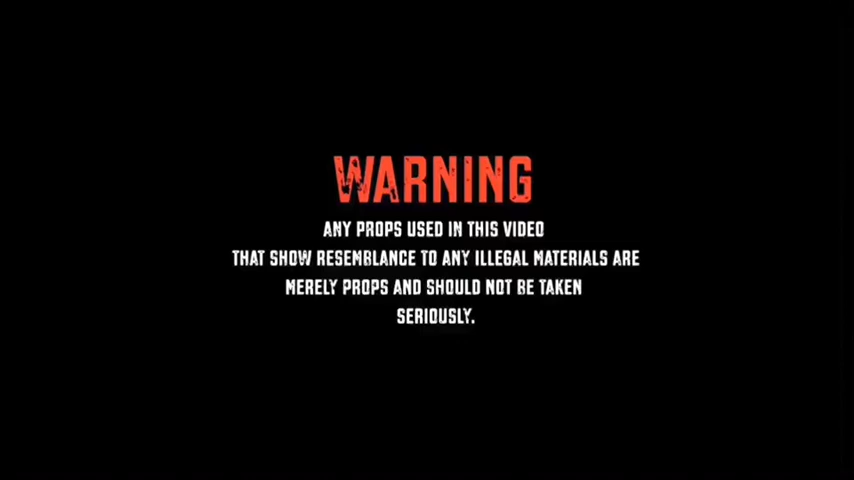 WARNING
ANY PROPS USED IN THIS VIDEO
THAT SHOW RESEMBLANCE TO ANY ILLEGAL MATERIALS ARE
MERELY PROPS AND SHOULD NOT BE TAKEN
SERIOUSLY.